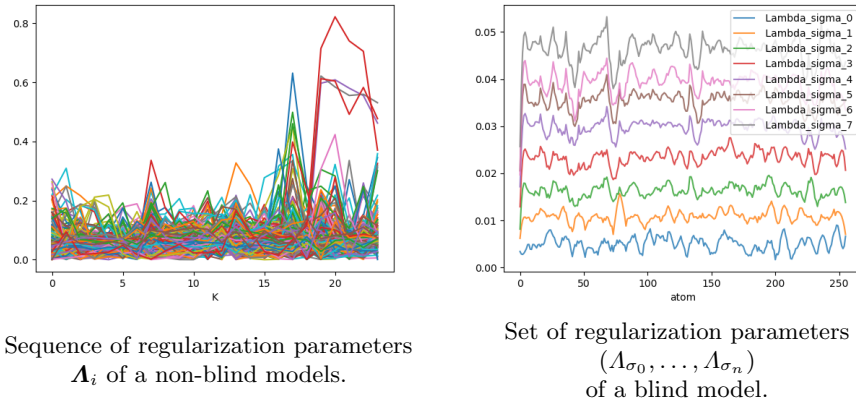 0.8
0.6
0.4
0.2
0.0
0
5
10
15
20
K
0.05
0.04
0.03
0.02
0.01
0.00
0
50
100
150
200
250
atom
Lambda_sigma_0
Lambda_sigma_1
Lambda_sigma_2
Lambda_sigma_3
Lambda_sigma_4
Lambda_sigma_5
Lambda_sigma_6
Lambda_sigma_7
Sequence of regularization parameters
Λᵢ of a non-blind models.
Set of regularization parameters
(Λσ₀, . . . , Λσₙ)
of a blind model.